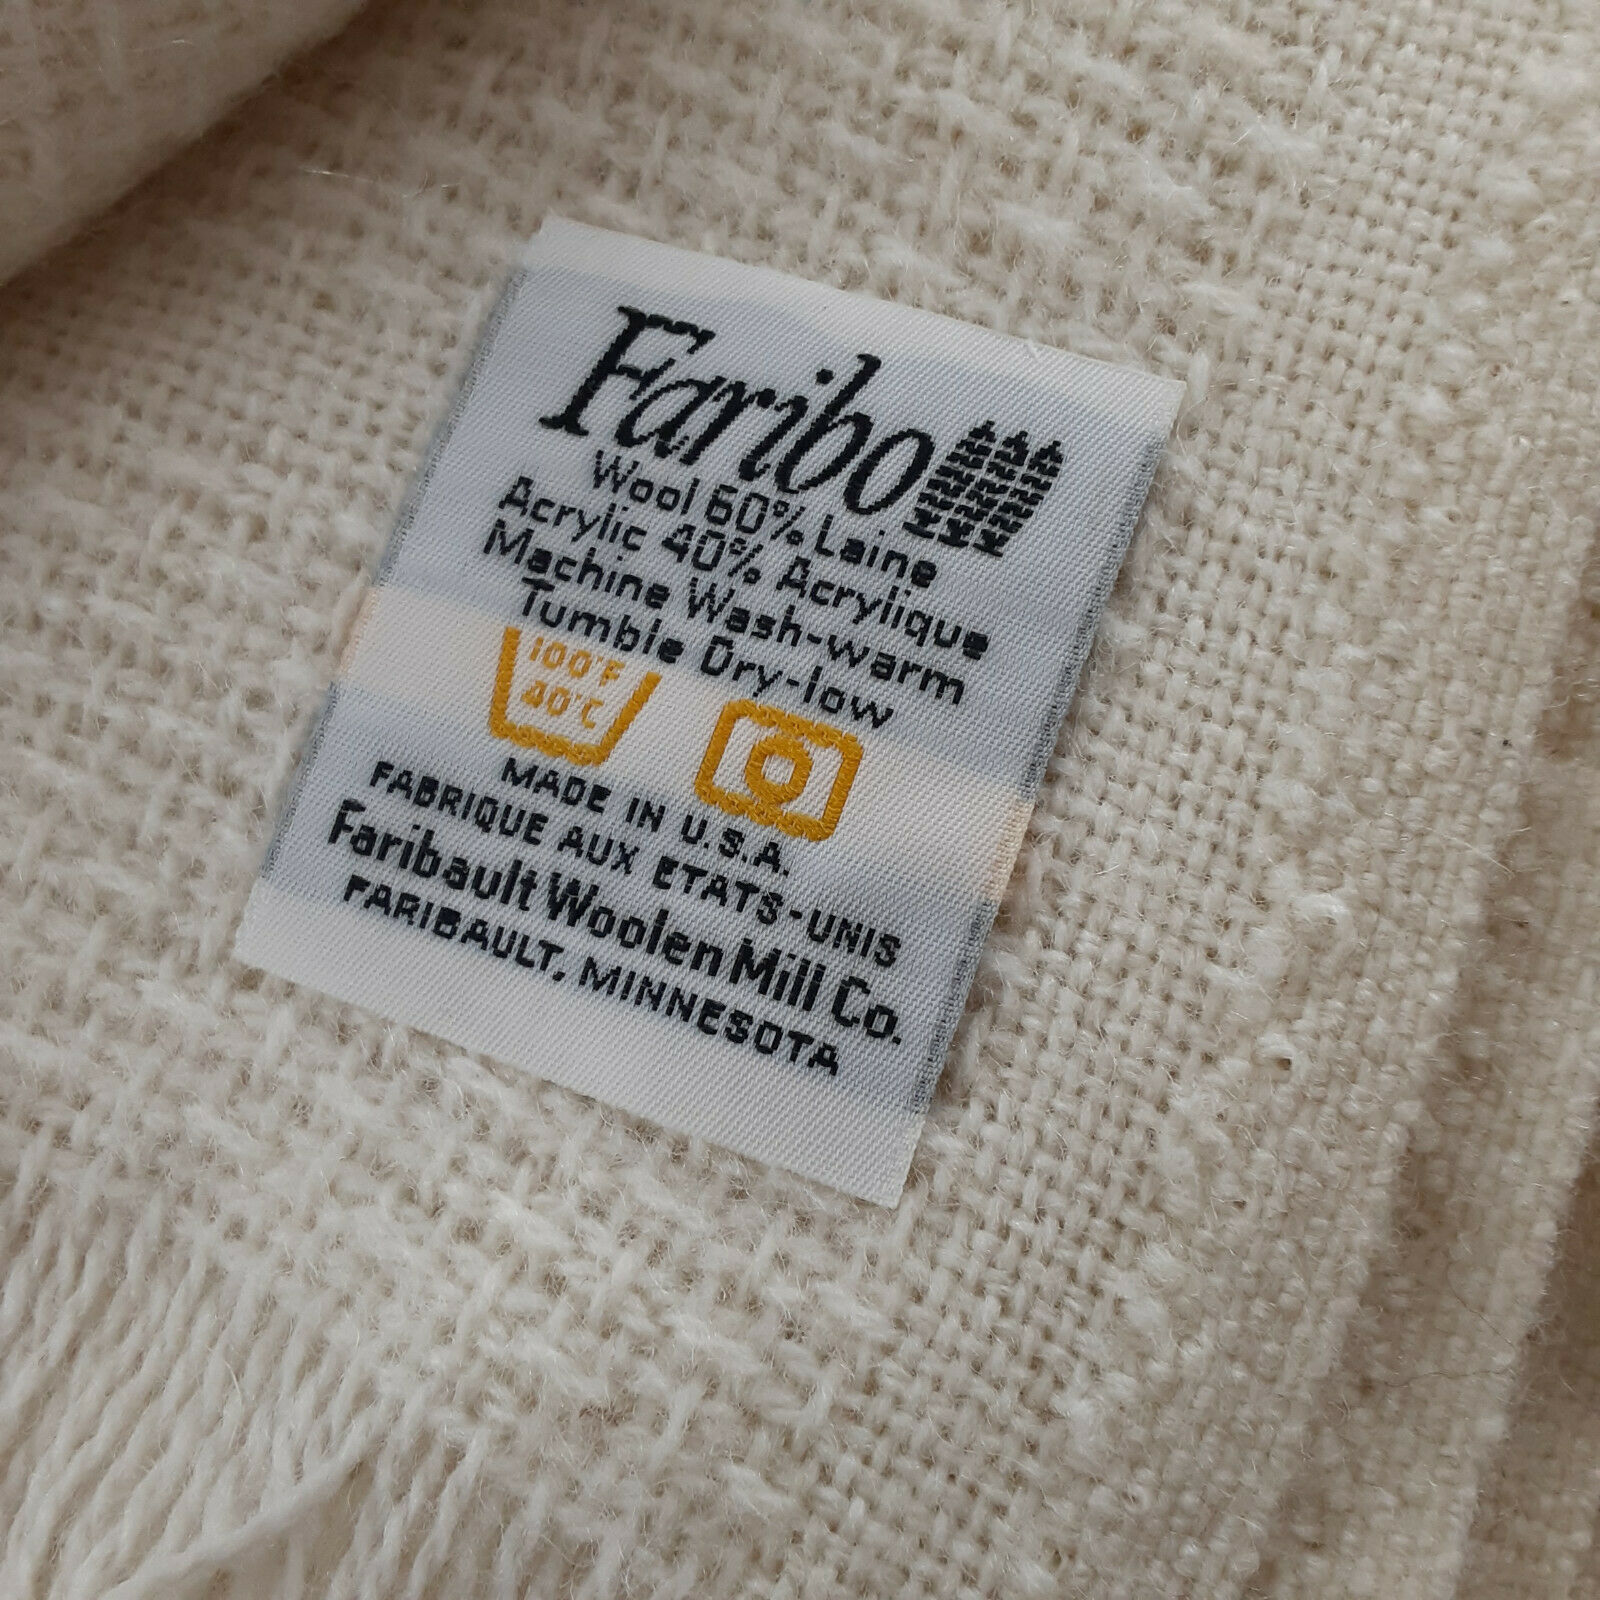 Faribo
Wool 60% Laine
Acrylic 40% Acrylique
Machine Wash-warm
Tumble Dry-low
100°F
40°C
MADE IN U.S.A.
FABRIQUE AUX ETATS-UNIS
Faribault Woolen Mill Co.
FARIBAULT, MINNESOTA